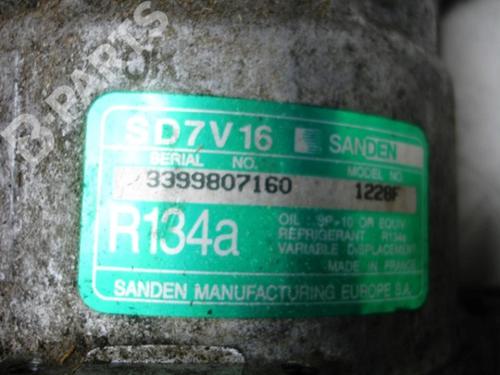 B-PARTS
SD7V16 SANDEN
SERIAL NO. MODEL NO.
3399807160 1228F
R134a
OIL : SP-10 OR EQUIV
REFRIGERANT R134a
VARIABLE DISPLACEMENT
MADE IN FRANCE
SANDEN MANUFACTURING EUROPE S.A.